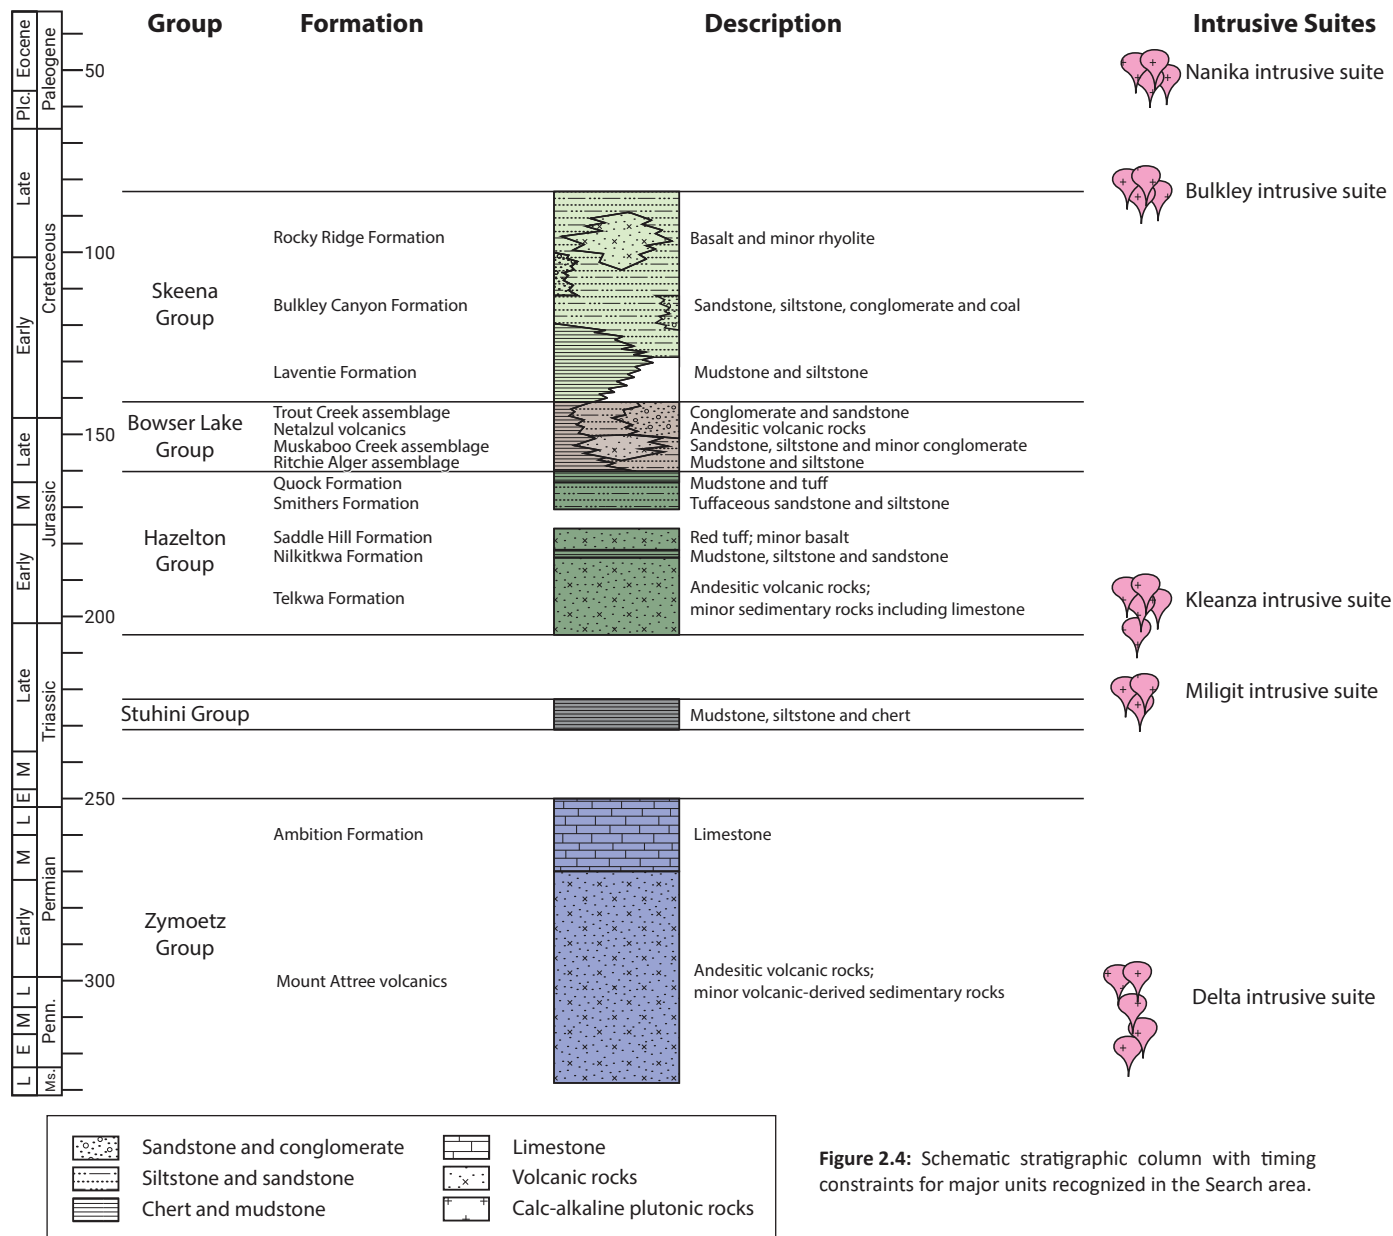 Group Formation Description Intrusive Suites
Eocene
Plc.
Paleogene
50
Nanika intrusive suite
Late
Early
Cretaceous
100
Bulkley intrusive suite
Skeena
Group
Rocky Ridge Formation
Basalt and minor rhyolite
Bulkley Canyon Formation
Sandstone, siltstone, conglomerate and coal
Laventie Formation
Mudstone and siltstone
Late
M
Early
Jurassic
150
200
Bowser Lake
Group
Trout Creek assemblage
Conglomerate and sandstone
Netalzul volcanics
Andesitic volcanic rocks
Muskaboo Creek assemblage
Sandstone, siltstone and minor conglomerate
Ritchie Alger assemblage
Mudstone and siltstone
Hazelton
Group
Quock Formation
Mudstone and tuff
Smithers Formation
Tuffaceous sandstone and siltstone
Saddle Hill Formation
Red tuff; minor basalt
Nilkitkwa Formation
Mudstone, siltstone and sandstone
Telkwa Formation
Andesitic volcanic rocks;
minor sedimentary rocks including limestone
Kleanza intrusive suite
Late
M
E
Triassic
250
Stuhini Group
Mudstone, siltstone and chert
Miligit intrusive suite
L
M
Early
Permian
300
Zymoetz
Group
Ambition Formation
Limestone
Mount Attree volcanics
Andesitic volcanic rocks;
minor volcanic-derived sedimentary rocks
Delta intrusive suite
L
M
E
Penn.
L
Ms.
Sandstone and conglomerate
Siltstone and sandstone
Chert and mudstone
Limestone
Volcanic rocks
Calc-alkaline plutonic rocks
Figure 2.4: Schematic stratigraphic column with timing
constraints for major units recognized in the Search area.